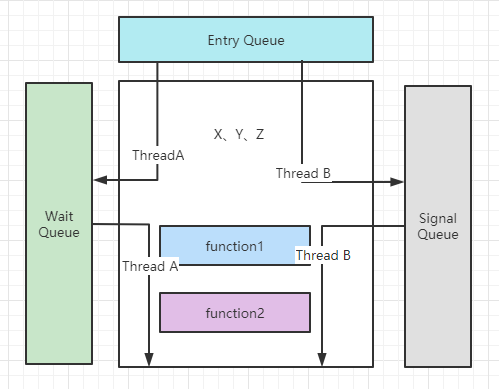 Entry Queue
X、Y、Z
ThreadA
Thread B
Wait
Queue
Signal
Queue
function1
Thread A
Thread B
function2